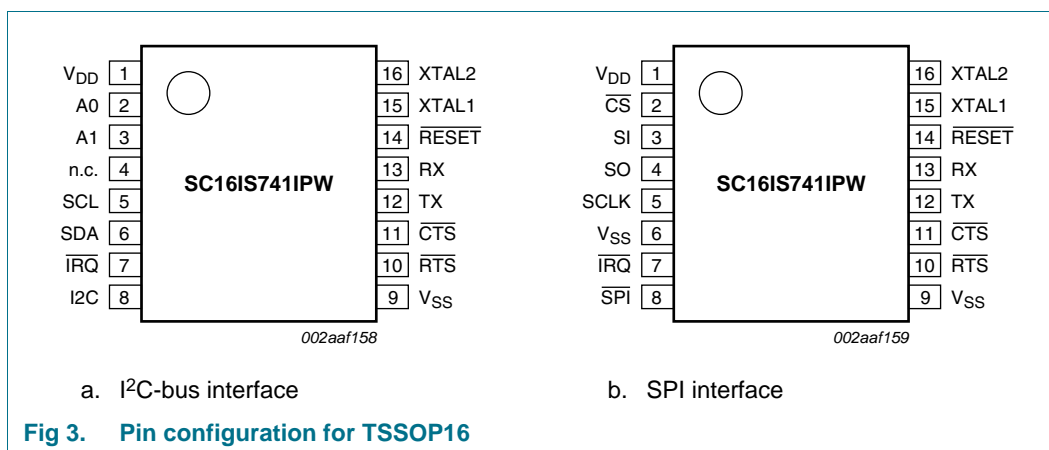 VDD 1 16 XTAL2
A0 2 15 XTAL1
A1 3 14 RESET
n.c. 4 13 RX
SC16IS741IPW
SCL 5 12 TX
SDA 6 11 CTS
IRQ 7 10 RTS
I2C 8 9 VSS
002aaf158
a. I2C-bus interface
VDD 1 16 XTAL2
CS 2 15 XTAL1
SI 3 14 RESET
SO 4 13 RX
SC16IS741IPW
SCLK 5 12 TX
VSS 6 11 CTS
IRQ 7 10 RTS
SPI 8 9 VSS
002aaf159
b. SPI interface
Fig 3. Pin configuration for TSSOP16